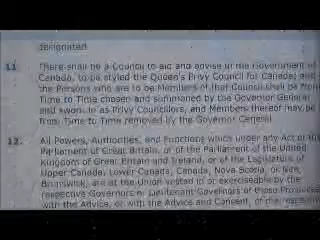 designated.
11. There shall be a Council to aid and advise in the Government of
Canada, to be styled the Queen's Privy Council for Canada; and
the Persons who are to be Members of that Council shall be from
Time to Time chosen and summoned by the Governor General
and sworn in as Privy Councillors, and Members thereof may be
from Time to Time removed by the Governor General.
12. All Powers, Authorities, and Functions which under any Act of the
Parliament of Great Britain, or of the Parliament of the United
Kingdom of Great Britain and Ireland, or of the Legislature of
Upper Canada, Lower Canada, Canada, Nova Scotia, or New
Brunswick, are at the Union vested in or exerciseable by the
respective Governors or Lieutenant Governors of those Provinces,
with the Advice, or with the Advice and Consent, of the